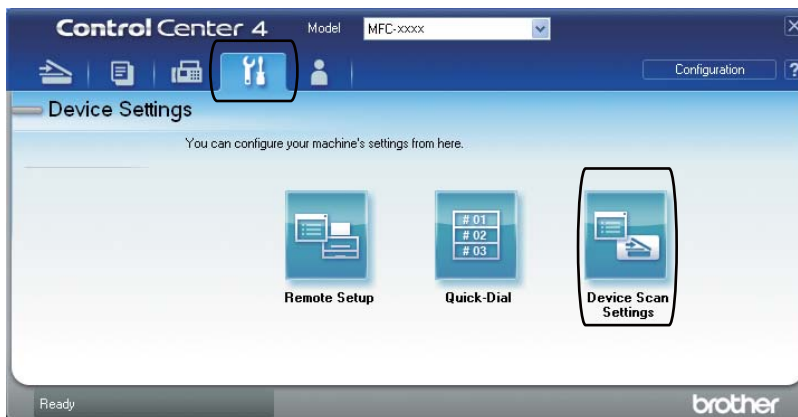 Control Center 4 Model MFC-xxxx
Configuration ?
Device Settings
You can configure your machine's settings from here.
# 01
# 02
# 03
Remote Setup Quick-Dial Device Scan
Settings
Ready brother